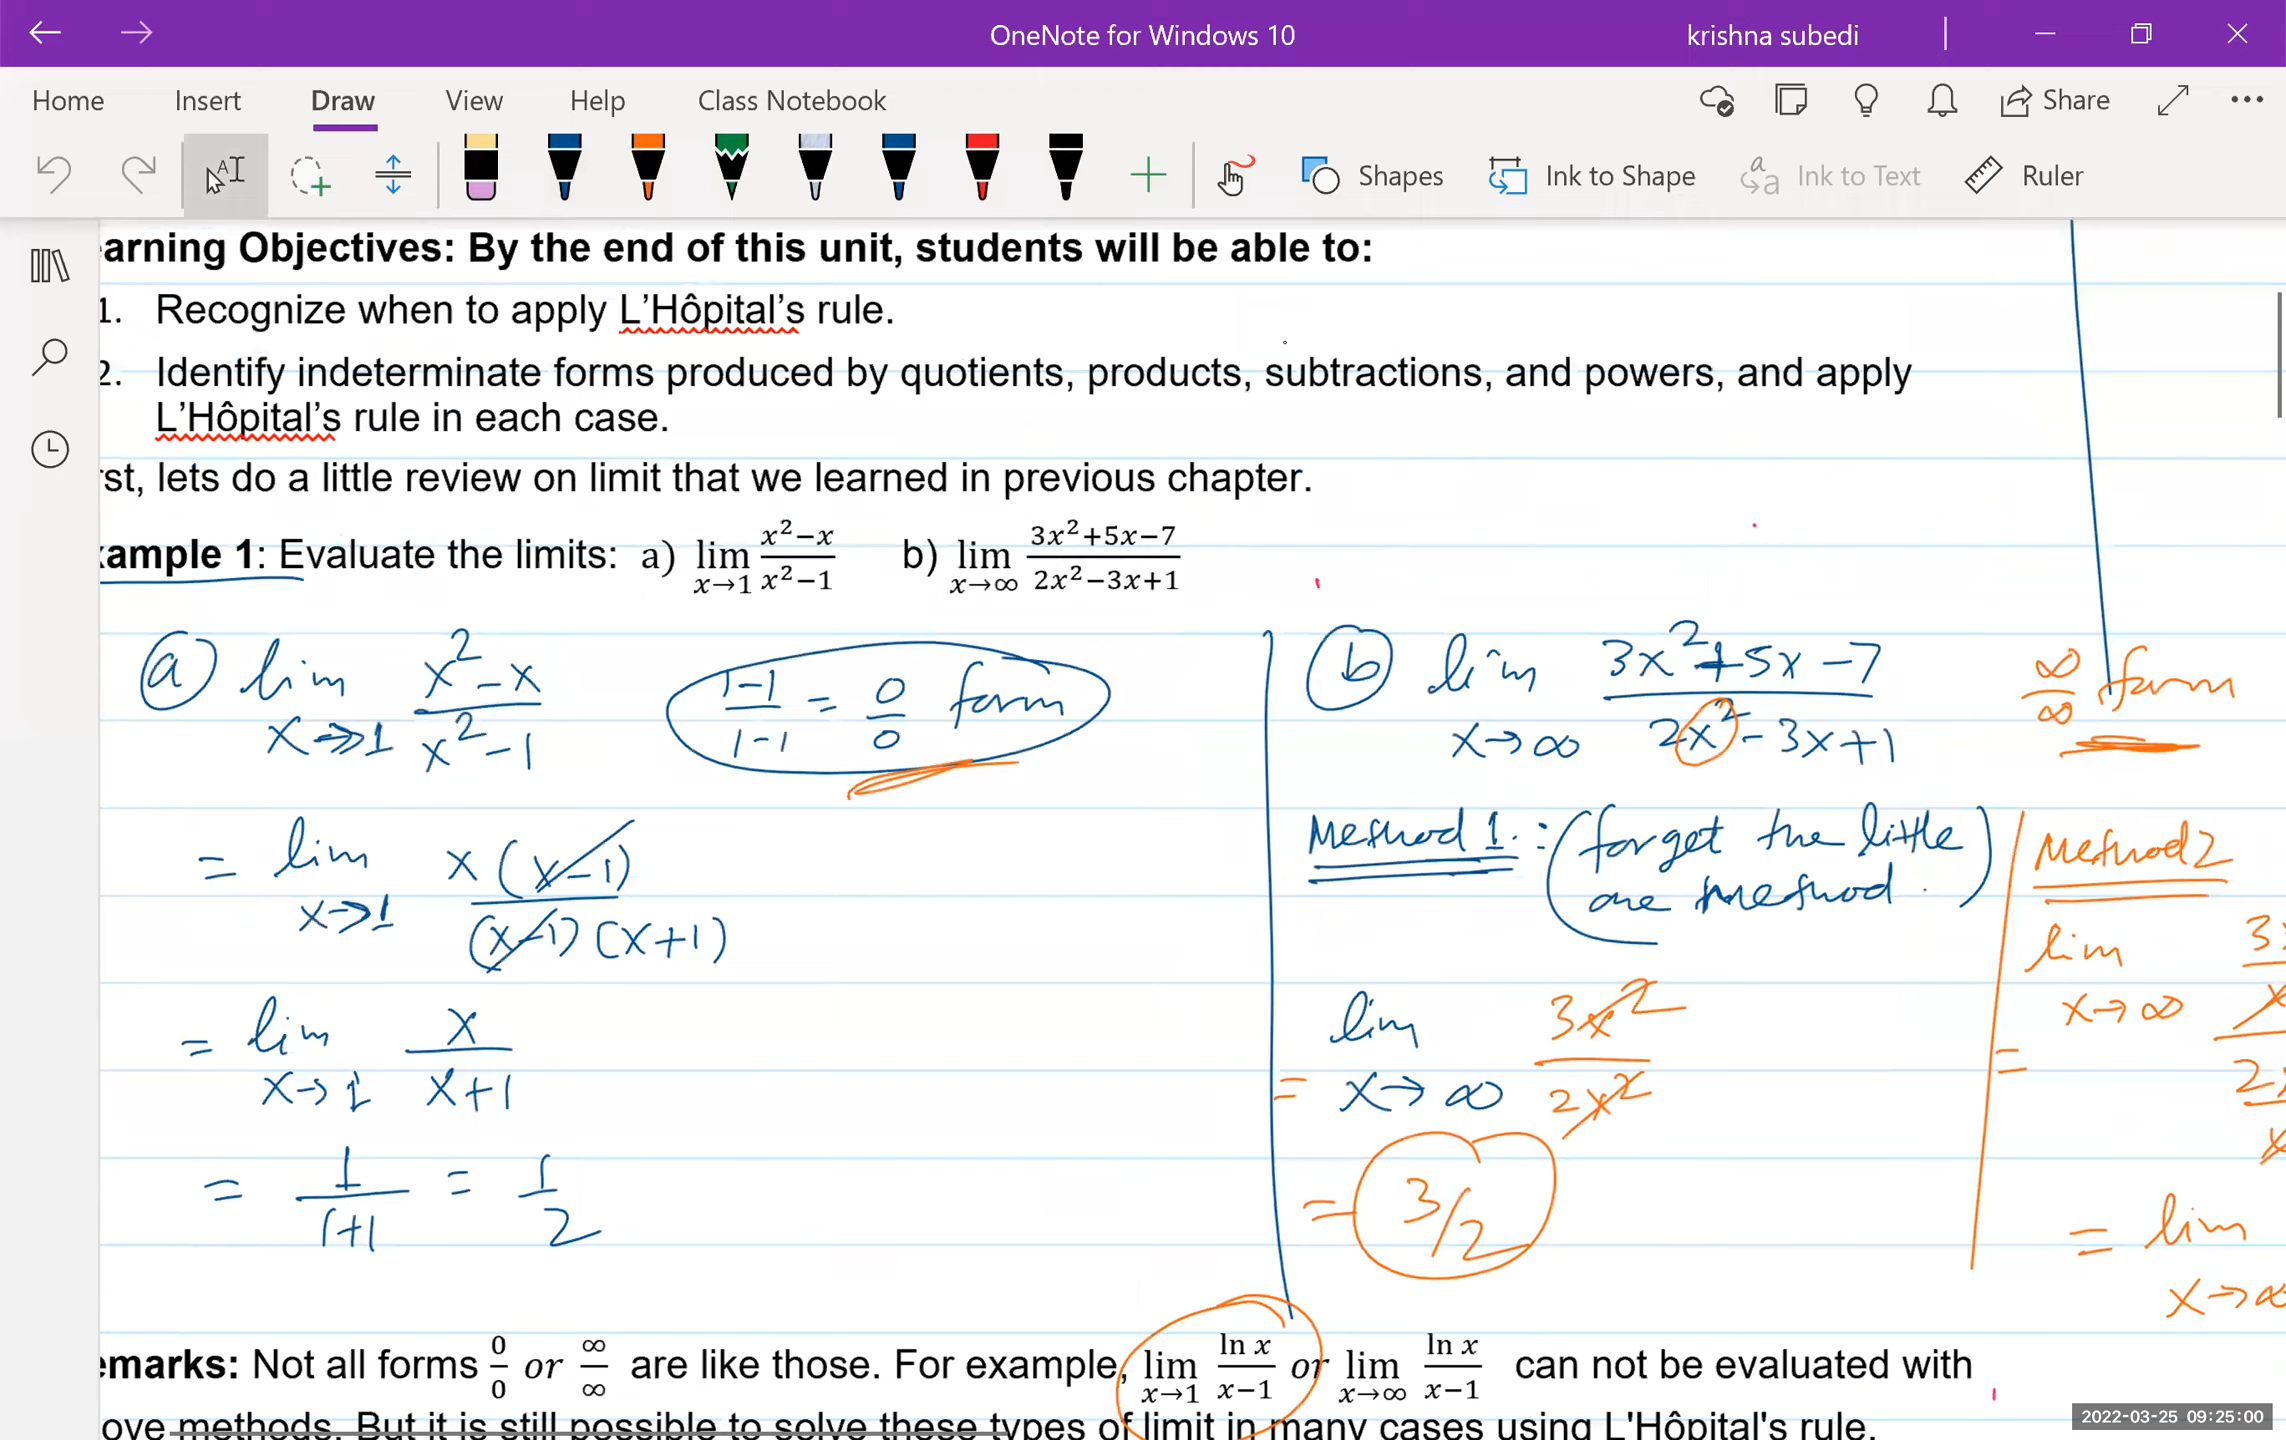 OneNote for Windows 10 krishna subedi
Home Insert Draw View Help Class Notebook Share
Shapes Ink to Shape Ink to Text Ruler
earning Objectives: By the end of this unit, students will be able to:
1. Recognize when to apply L'Hôpital's rule.
2. Identify indeterminate forms produced by quotients, products, subtractions, and powers, and apply
L'Hôpital's rule in each case.
rst, lets do a little review on limit that we learned in previous chapter.
xample 1: Evaluate the limits: a) lim x→1 (x²−x)/(x²−1) b) lim x→∞ (3x²+5x−7)/(2x²−3x+1)
a lim x→1 (x²-x)/(x²-1) (1-1)/(1-1) = 0/0 form
= lim x→1 x(x-1)/((x-1)(x+1))
= lim x→1 x/(x+1)
= 1/(1+1) = 1/2
b lim x→∞ (3x²+5x-7)/(2x²-3x+1) ∞/∞ form
Method 1: (forget the little
one method.)
= lim x→∞ 3x²/2x²
= 3/2
Method 2
lim x→∞
= lim x→∞
emarks: Not all forms 0/0 or ∞/∞ are like those. For example, lim x→1 (ln x)/(x−1) or lim x→∞ (ln x)/(x−1) can not be evaluated with
ove methods. But it is still possible to solve these types of limit in many cases using L'Hôpital's rule.
2022-03-25 09:25:00